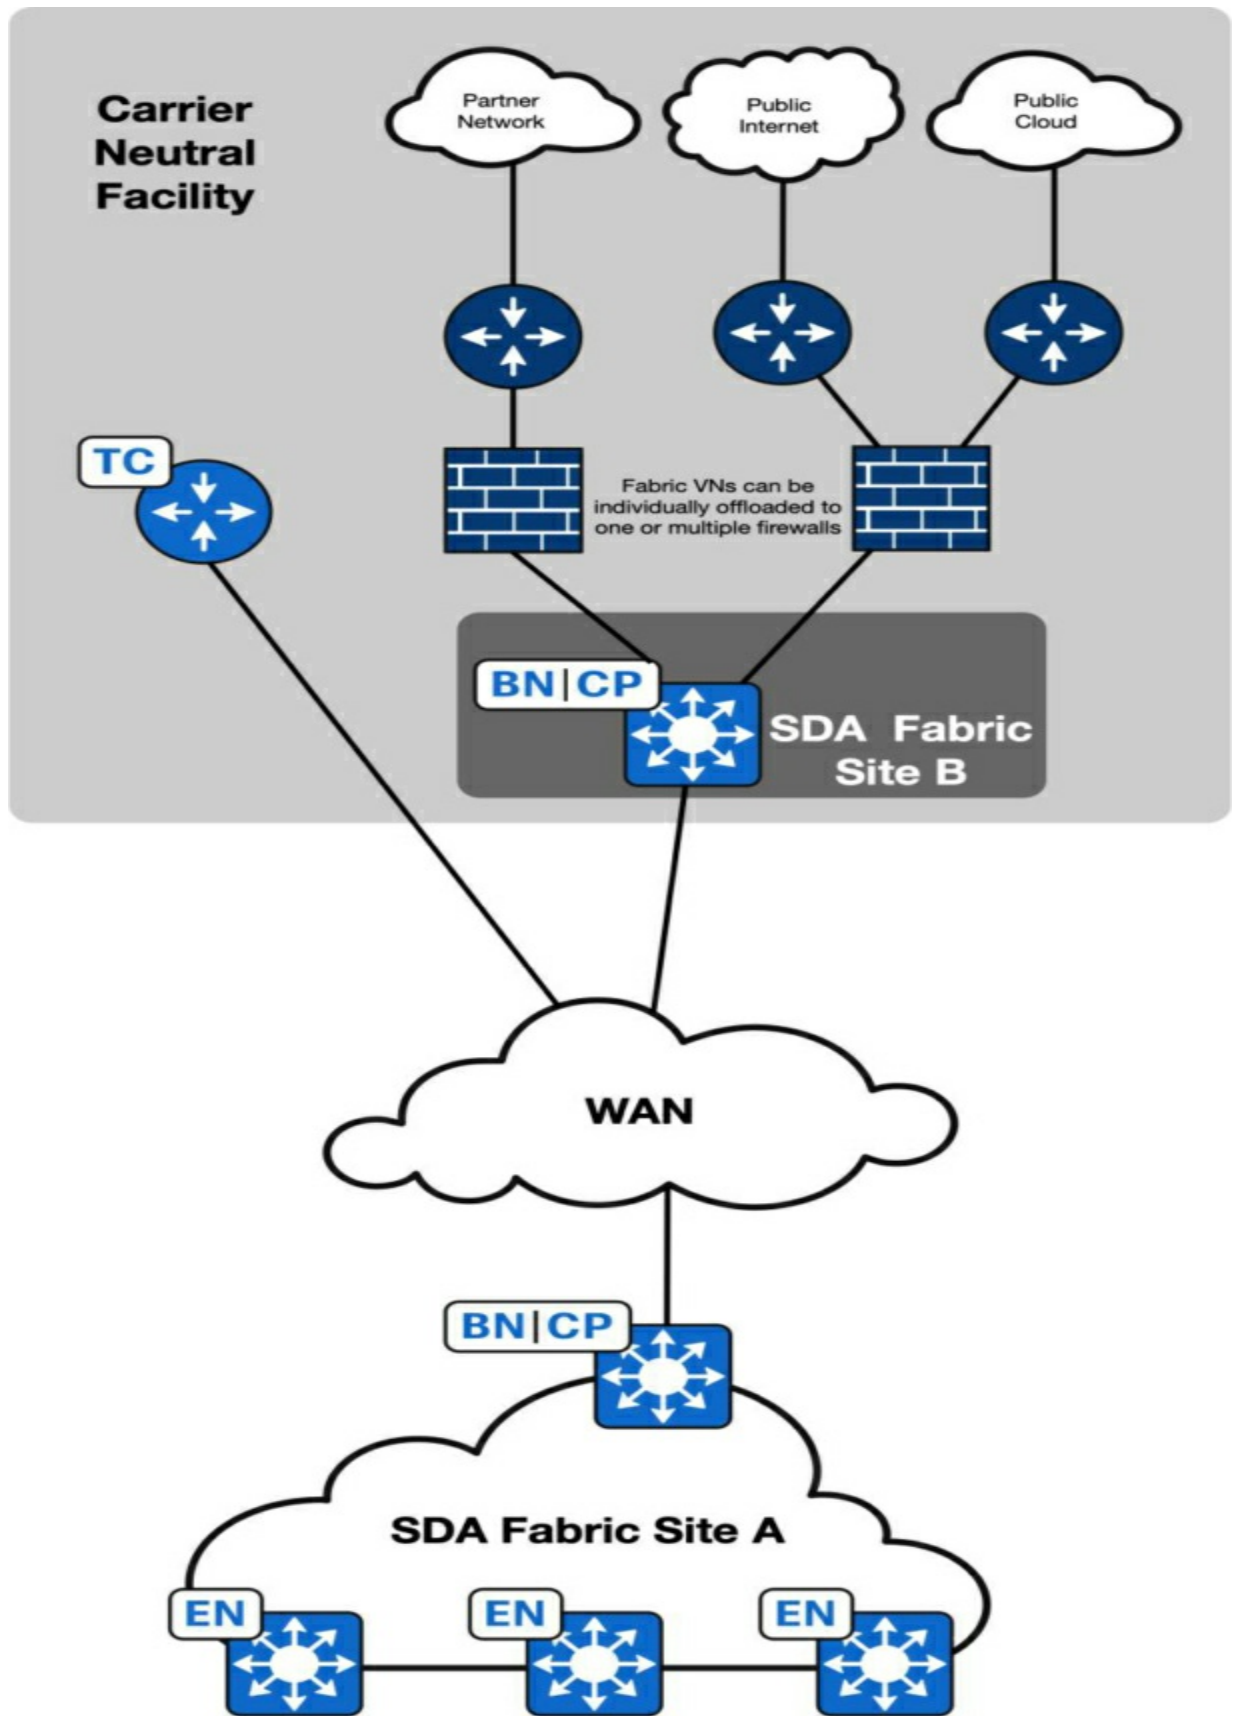 Carrier
Neutral
Facility
Partner
Network
Public
Internet
Public
Cloud
TC
Fabric VNs can be
individually offloaded to
one or multiple firewalls
BN|CP
SDA Fabric
Site B
WAN
BN|CP
SDA Fabric Site A
EN
EN
EN